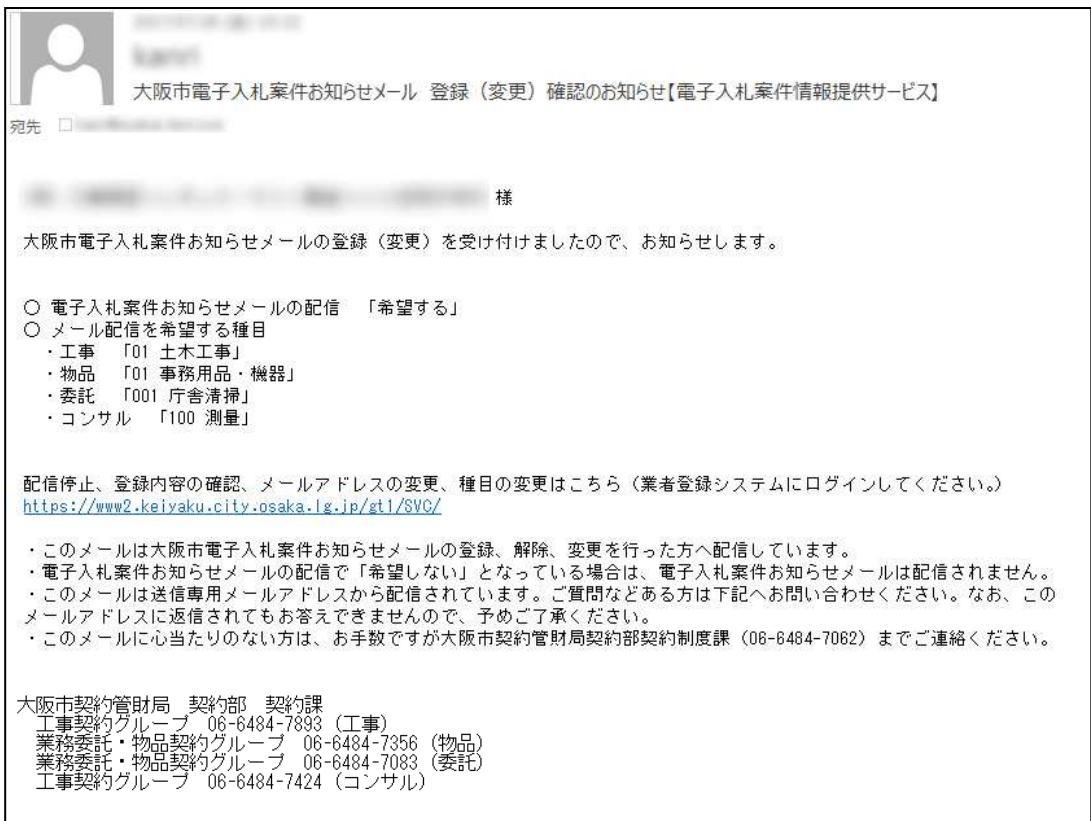 大阪市電子入札案件お知らせメール 登録（変更）確認のお知らせ【電子入札案件情報提供サービス】
宛先
様
大阪市電子入札案件お知らせメールの登録（変更）を受け付けましたので、お知らせします。
○ 電子入札案件お知らせメールの配信 「希望する」
○ メール配信を希望する種目
・工事 「01 土木工事」
・物品 「01 事務用品・機器」
・委託 「001 庁舎清掃」
・コンサル 「100 測量」
配信停止、登録内容の確認、メールアドレスの変更、種目の変更はこちら（業者登録システムにログインしてください。）
https://www2.keiyaku.city.osaka.lg.jp/gt1/SVC/
・このメールは大阪市電子入札案件お知らせメールの登録、解除、変更を行った方へ配信しています。
・電子入札案件お知らせメールの配信で「希望しない」となっている場合は、電子入札案件お知らせメールは配信されません。
・このメールは送信専用メールアドレスから配信されています。ご質問などある方は下記へお問い合わせください。なお、この
メールアドレスに返信されてもお答えできませんので、予めご了承ください。
・このメールに心当たりのない方は、お手数ですが大阪市契約管財局契約部契約制度課（06-6484-7062）までご連絡ください。
大阪市契約管財局 契約部 契約課
工事契約グループ 06-6484-7893（工事）
業務委託・物品契約グループ 06-6484-7356（物品）
業務委託・物品契約グループ 06-6484-7083（委託）
工事契約グループ 06-6484-7424（コンサル）